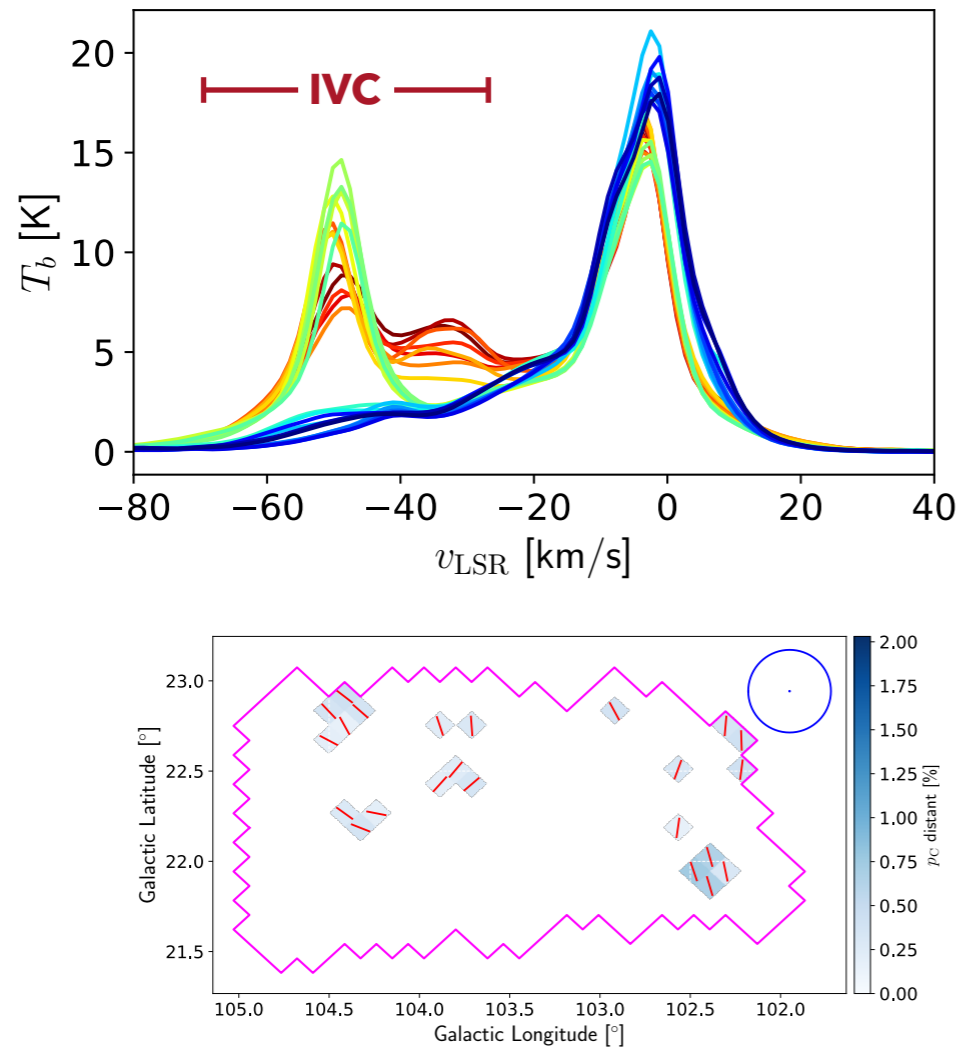 IVC
20
15
10
5
0
T_b [K]
−80 −60 −40 −20 0 20 40
v_LSR [km/s]
23.0
22.5
22.0
21.5
Galactic Latitude [°]
105.0 104.5 104.0 103.5 103.0 102.5 102.0
Galactic Longitude [°]
2.00
1.75
1.50
1.25
1.00
0.75
0.50
0.25
0.00
p_C distant [%]